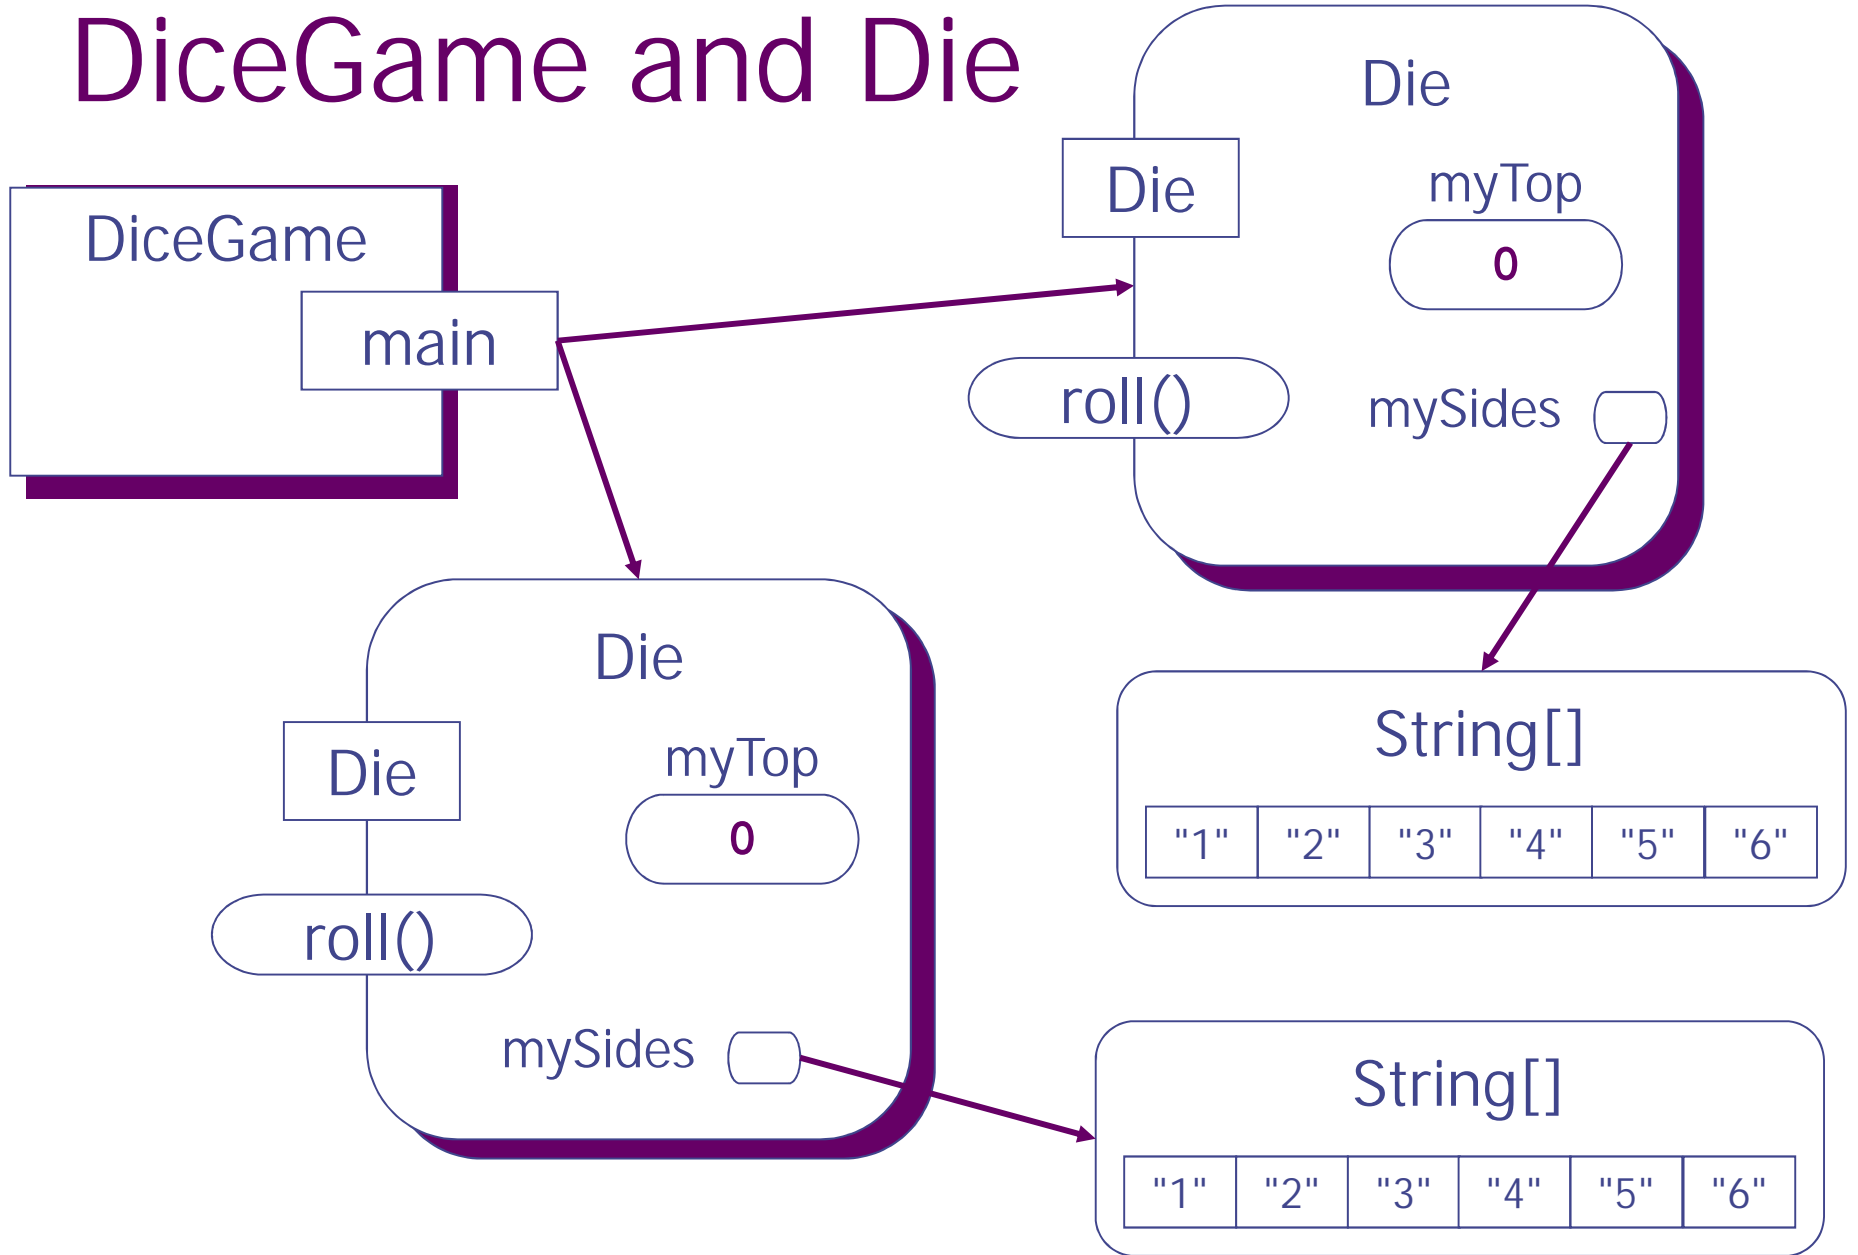 DiceGame and Die
DiceGame
main
Die
Die
myTop
0
roll()
mySides
Die
Die
myTop
0
roll()
mySides
String[]
"1" "2" "3" "4" "5" "6"
String[]
"1" "2" "3" "4" "5" "6"